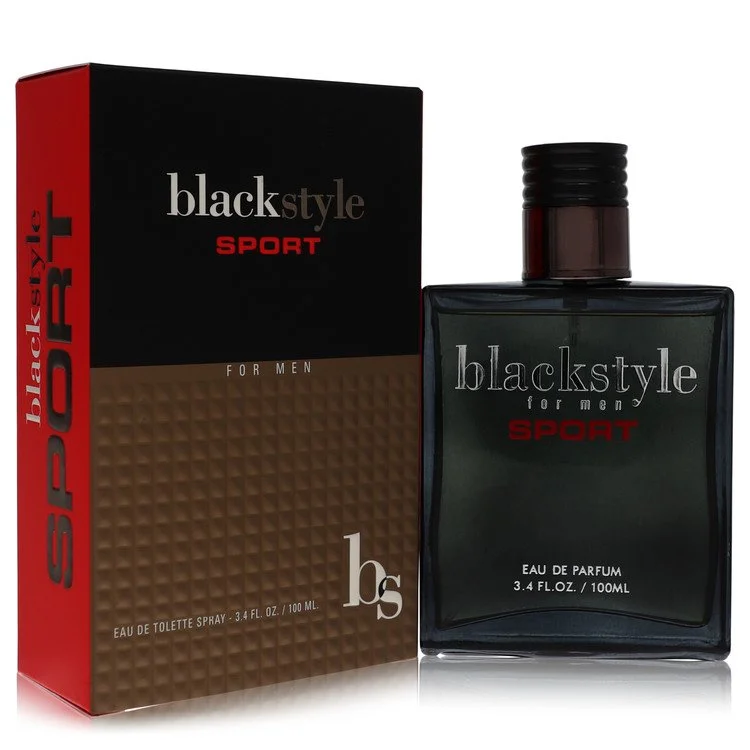 blackstyle
SPORT
blackstyle
SPORT
FOR MEN
bs
EAU DE TOLETTE SPRAY - 3.4 FL. OZ. / 100 ML.
blackstyle
for men
SPORT
EAU DE PARFUM
3.4 FL.OZ. / 100ML